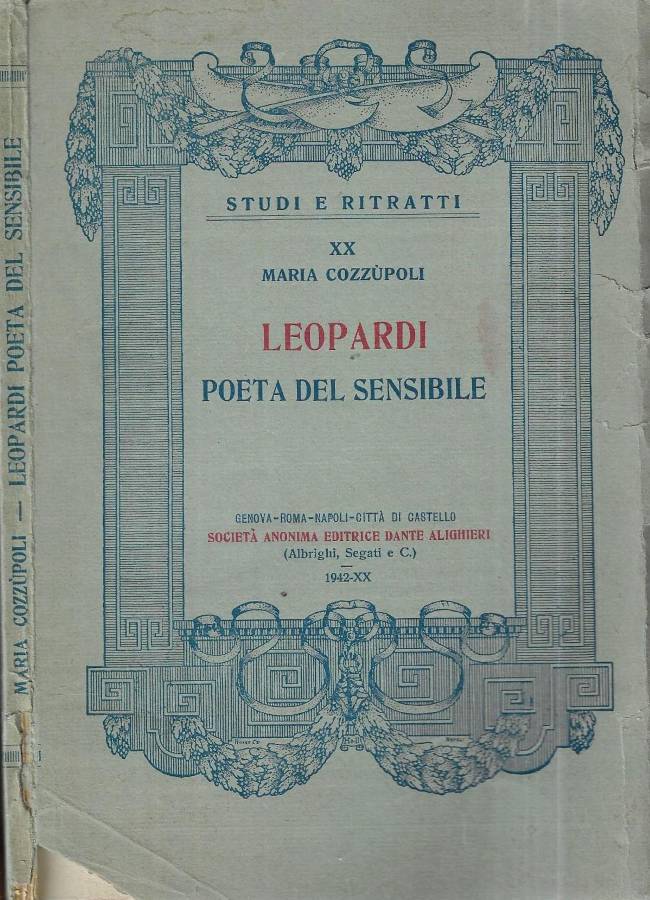 MARIA COZZÙPOLI — LEOPARDI POETA DEL SENSIBILE
STUDI E RITRATTI
XX
MARIA COZZÙPOLI
LEOPARDI
POETA DEL SENSIBILE
GENOVA-ROMA-NAPOLI-CITTÀ DI CASTELLO
SOCIETÀ ANONIMA EDITRICE DANTE ALIGHIERI
(Albrighi, Segati e C.)
1942-XX